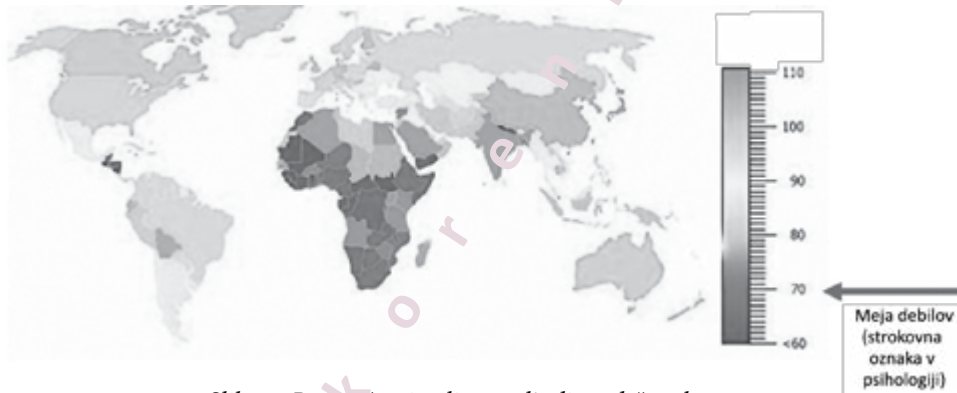 110
100
90
80
70
<60
Meja debilov
(strokovna
oznaka v
psihologiji)
n
e
r
o
k